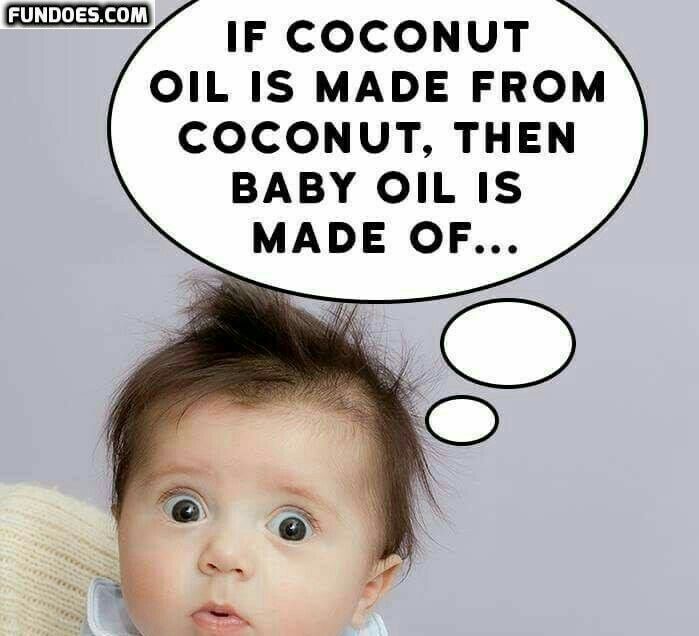 FUNDOES.COM
IF COCONUT
OIL IS MADE FROM
COCONUT, THEN
BABY OIL IS
MADE OF...